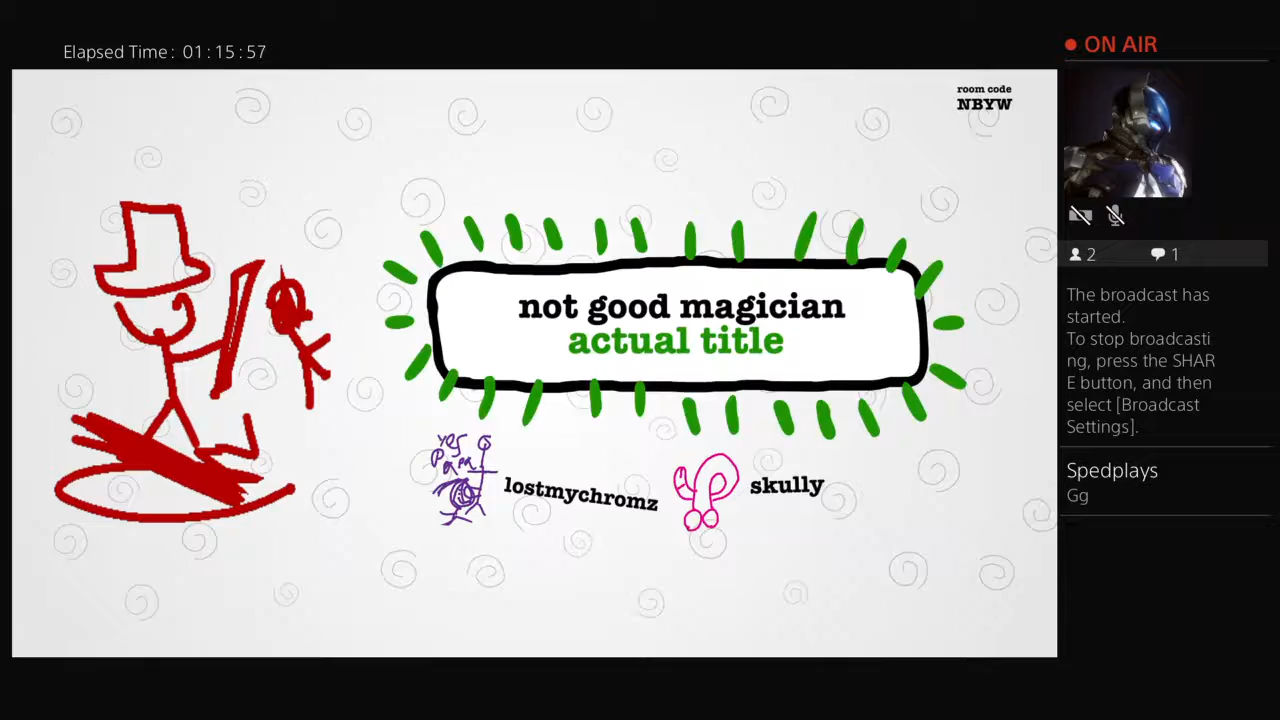 Elapsed Time: 01:15:57
ON AIR
room code
NBYW
not good magician
actual title
2
1
The broadcast has
started.
To stop broadcasti
ng, press the SHAR
E button, and then
select [Broadcast
Settings].
yes
papa
lostmychromz
skully
Spedplays
Gg